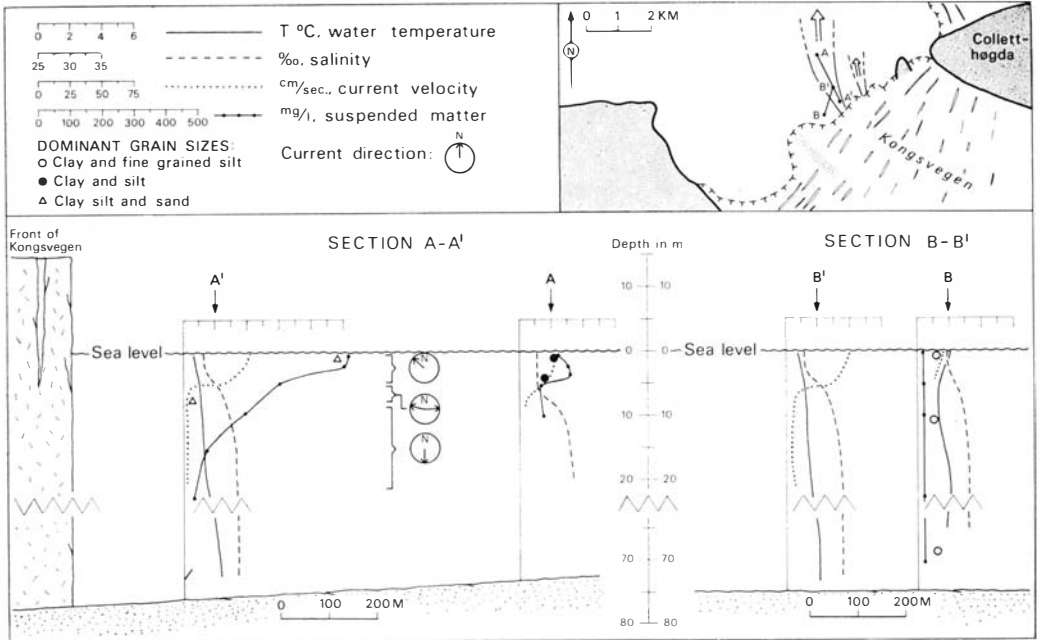 0 2 4 6 T °C, water temperature
25 30 35 ‰, salinity
0 25 50 75 cm/sec., current velocity
0 100 200 300 400 500 mg/l, suspended matter
DOMINANT GRAIN SIZES:
Clay and fine grained silt
Clay and silt
Clay silt and sand
Current direction:
N
N
0 1 2 KM
A
B'
A'
B
Collett-
høgda
Kongsvegen
Front of
Kongsvegen
SECTION A-A'
Depth in m
SECTION B-B'
A'
A
B'
B
10 10
Sea level
0 0
Sea level
N
N
N
10 10
20 20
70 70
80 80
0 100 200 M
0 100 200 M